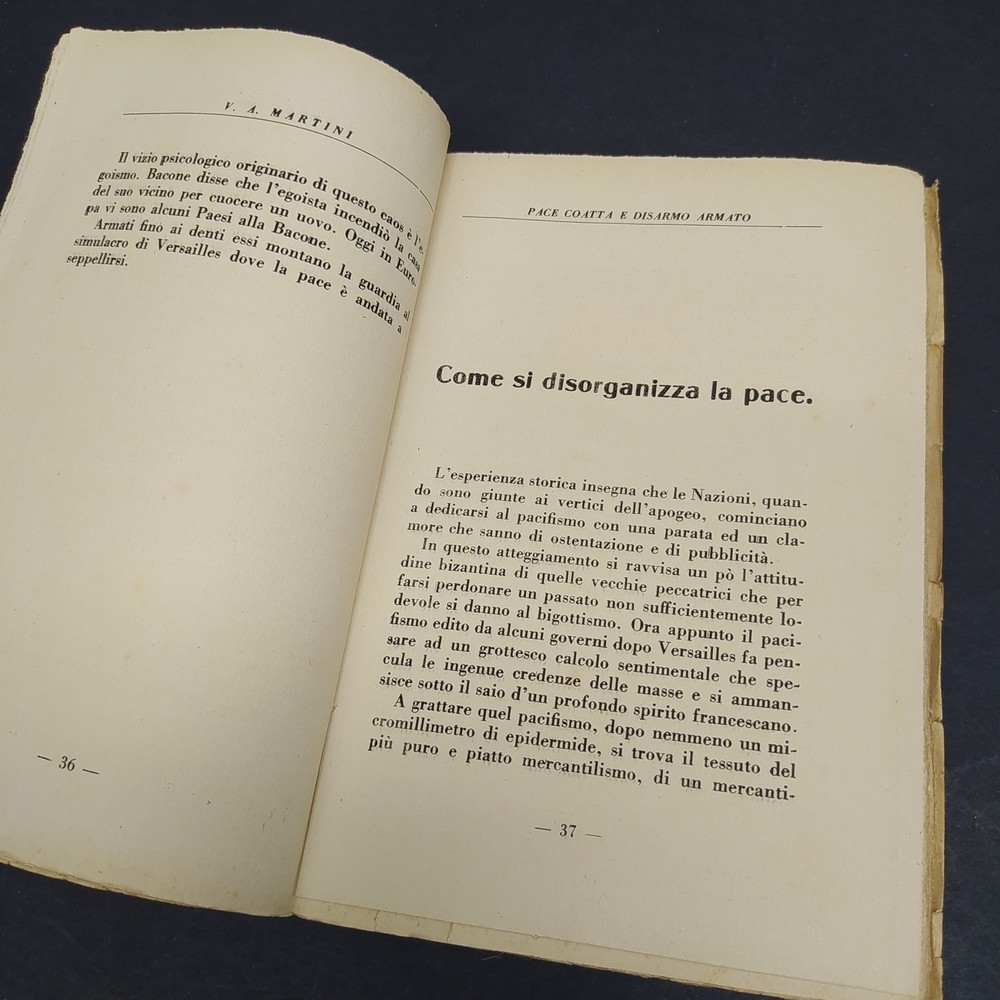 V. A. MARTINI
Il vizio psicologico originario di questo caos è l'e-
goismo. Bacone disse che l'egoista incendiò la casa
del suo vicino per cuocere un uovo. Oggi in Euro-
pa vi sono alcuni Paesi alla Bacone.
Armati fino ai denti essi montano la guardia al
simulacro di Versailles dove la pace è andata a
seppellirsi.
— 36 —
PACE COATTA E DISARMO ARMATO
Come si disorganizza la pace.
L'esperienza storica insegna che le Nazioni, quan-
do sono giunte ai vertici dell'apogeo, cominciano
a dedicarsi al pacifismo con una parata ed un cla-
more che sanno di ostentazione e di pubblicità.
In questo atteggiamento si ravvisa un pò l'attitu-
dine bizantina di quelle vecchie peccatrici che per
farsi perdonare un passato non sufficientemente lo-
devole si danno al bigottismo. Ora appunto il paci-
fismo edito da alcuni governi dopo Versailles fa pen-
sare ad un grottesco calcolo sentimentale che spe-
cula le ingenue credenze delle masse e si amman-
sisce sotto il saio d'un profondo spirito francescano.
A grattare quel pacifismo, dopo nemmeno un mi-
cromillimetro di epidermide, si trova il tessuto del
più puro e piatto mercantilismo, di un mercanti-
— 37 —